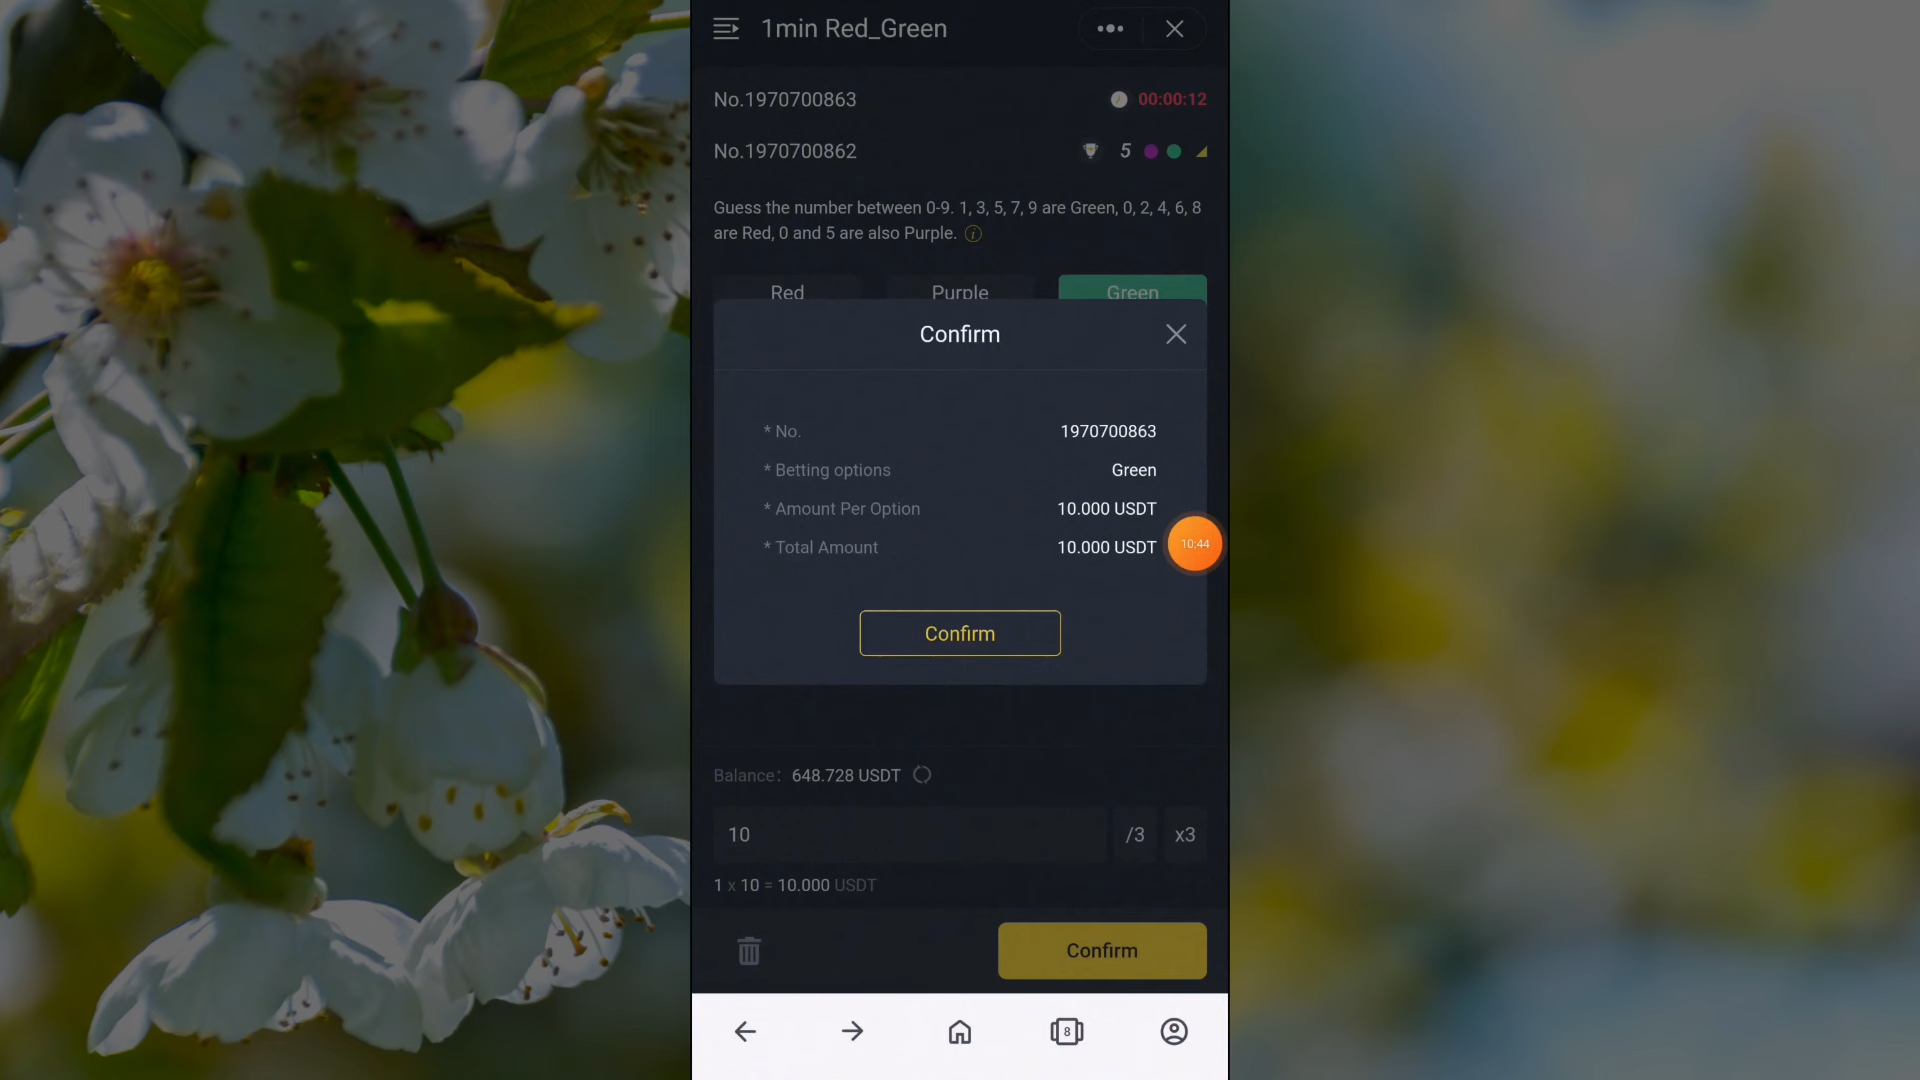 1min Red_Green
No.1970700863 00:00:12
No.1970700862 5
Guess the number between 0-9. 1, 3, 5, 7, 9 are Green, 0, 2, 4, 6, 8
are Red, 0 and 5 are also Purple.
Red Purple Green
Confirm
* No. 1970700863
* Betting options Green
* Amount Per Option 10.000 USDT
* Total Amount 10.000 USDT
10:44
Confirm
Balance: 648.728 USDT
10 /3 x3
1 x 10 = 10.000 USDT
Confirm
8